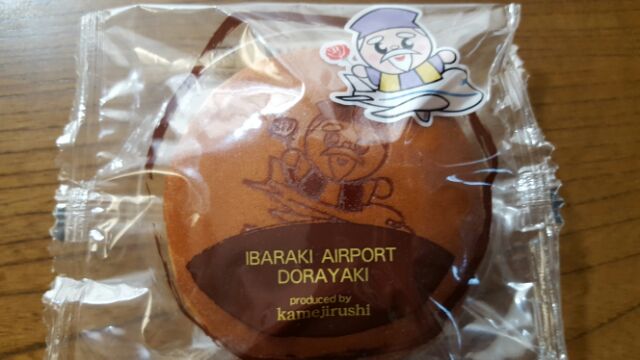 IBARAKI AIRPORT
DORAYAKI
produced by
kamejirushi